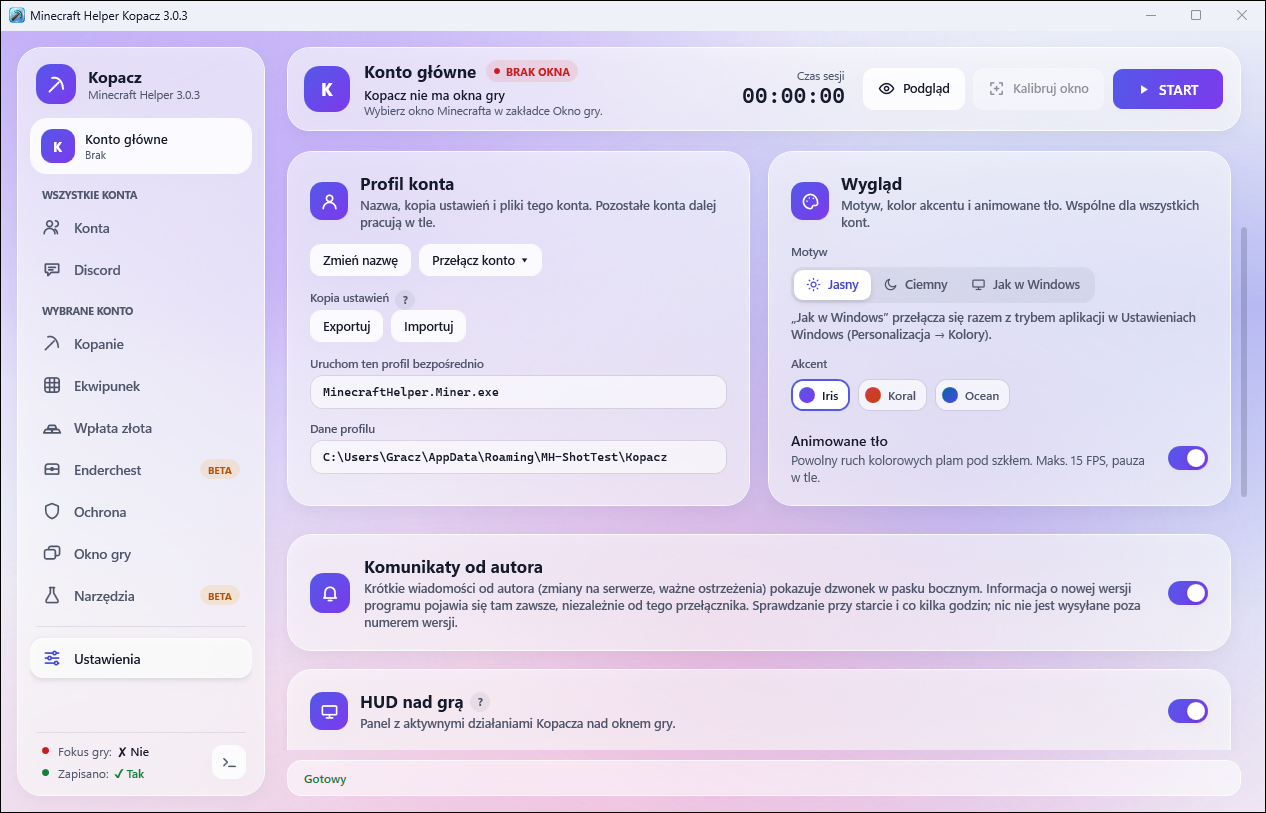 Minecraft Helper Kopacz 3.0.3
Kopacz
Minecraft Helper 3.0.3
K
Konto główne
Brak
WSZYSTKIE KONTA
Konta
Discord
WYBRANE KONTO
Kopanie
Ekwipunek
Wpłata złota
Enderchest
BETA
Ochrona
Okno gry
Narzędzia
BETA
Ustawienia
Fokus gry: ✗ Nie
Zapisano: ✓ Tak
K
Konto główne
BRAK OKNA
Kopacz nie ma okna gry
Wybierz okno Minecrafta w zakładce Okno gry.
Czas sesji
00:00:00
Podgląd
Kalibruj okno
START
Profil konta
Nazwa, kopia ustawień i pliki tego konta. Pozostałe konta dalej
pracują w tle.
Zmień nazwę
Przełącz konto
Kopia ustawień ?
Exportuj
Importuj
Uruchom ten profil bezpośrednio
MinecraftHelper.Miner.exe
Dane profilu
C:\Users\Gracz\AppData\Roaming\MH-ShotTest\Kopacz
Wygląd
Motyw, kolor akcentu i animowane tło. Wspólne dla wszystkich
kont.
Motyw
Jasny
Ciemny
Jak w Windows
„Jak w Windows” przełącza się razem z trybem aplikacji w Ustawieniach
Windows (Personalizacja → Kolory).
Akcent
Iris
Koral
Ocean
Animowane tło
Powolny ruch kolorowych plam pod szkłem. Maks. 15 FPS, pauza
w tle.
Komunikaty od autora
Krótkie wiadomości od autora (zmiany na serwerze, ważne ostrzeżenia) pokazuje dzwonek w pasku bocznym. Informacja o nowej wersji
programu pojawia się tam zawsze, niezależnie od tego przełącznika. Sprawdzanie przy starcie i co kilka godzin; nic nie jest wysyłane poza
numerem wersji.
HUD nad grą ?
Panel z aktywnymi działaniami Kopacza nad oknem gry.
Gotowy